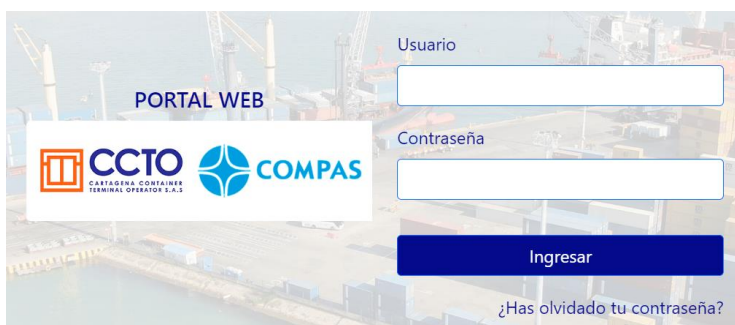 PORTAL WEB
CCTO
CARTAGENA CONTAINER
TERMINAL OPERATOR S.A.S
COMPAS
Usuario
Contraseña
Ingresar
¿Has olvidado tu contraseña?